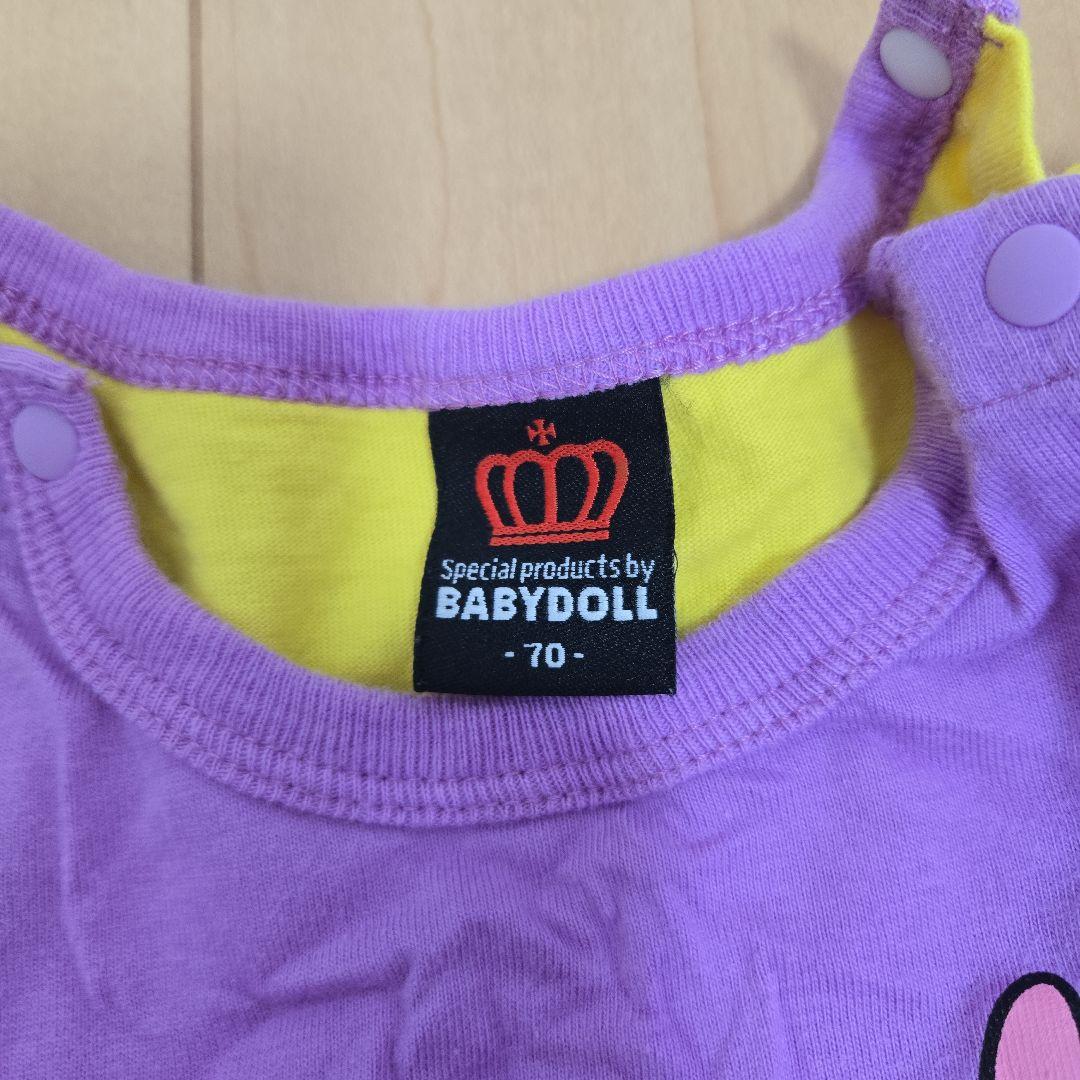 Special products by
BABYDOLL
- 70 -